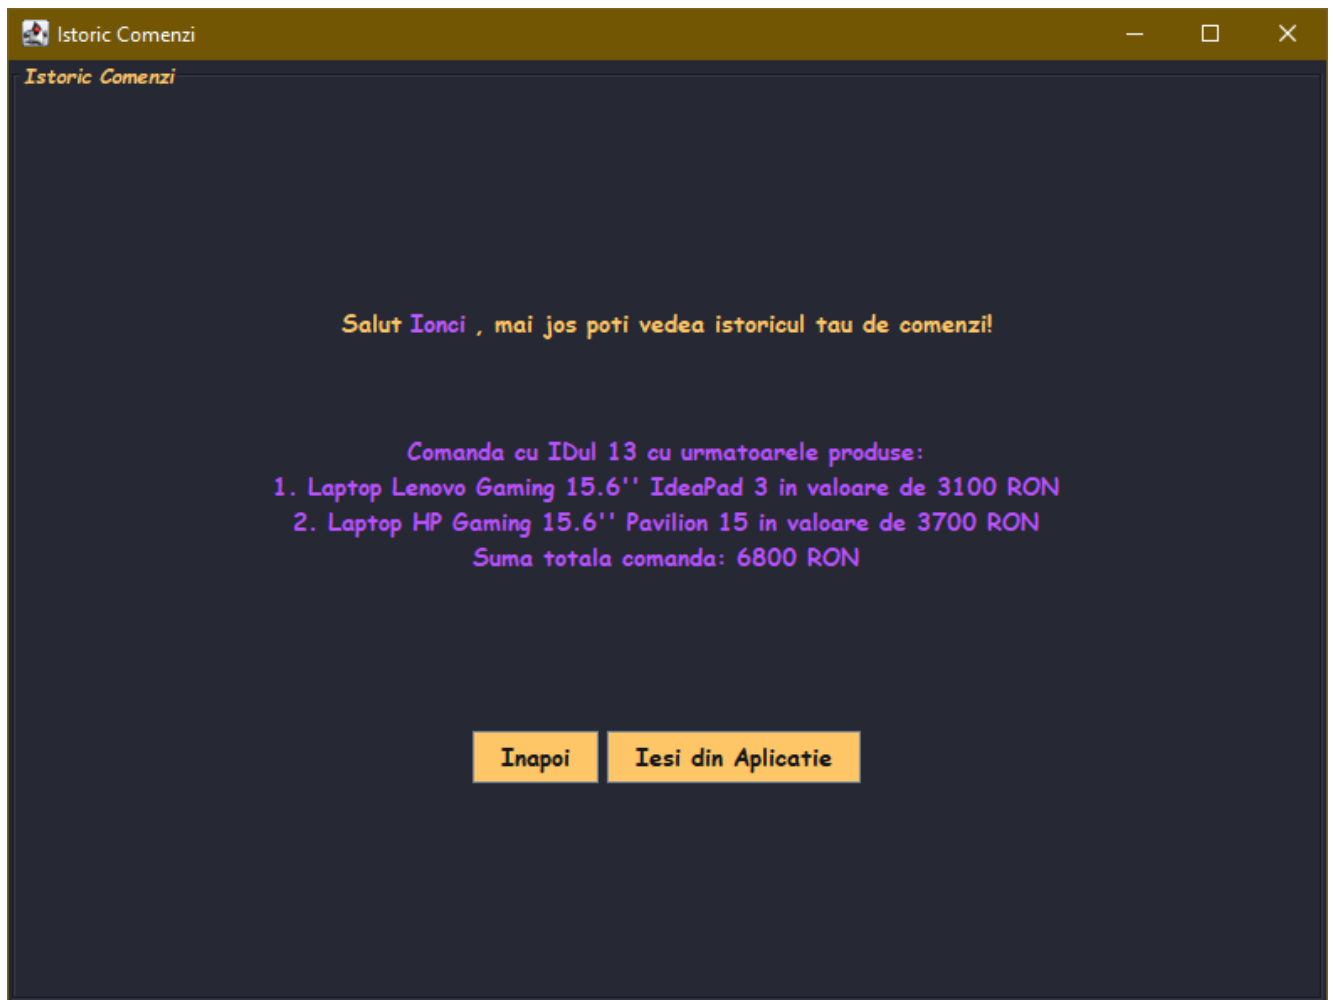 Istoric Comenzi
Istoric Comenzi
Salut Ionci , mai jos poti vedea istoricul tau de comenzi!
Comanda cu IDul 13 cu urmatoarele produse:
1. Laptop Lenovo Gaming 15.6'' IdeaPad 3 in valoare de 3100 RON
2. Laptop HP Gaming 15.6'' Pavilion 15 in valoare de 3700 RON
Suma totala comanda: 6800 RON
Inapoi Iesi din Aplicatie